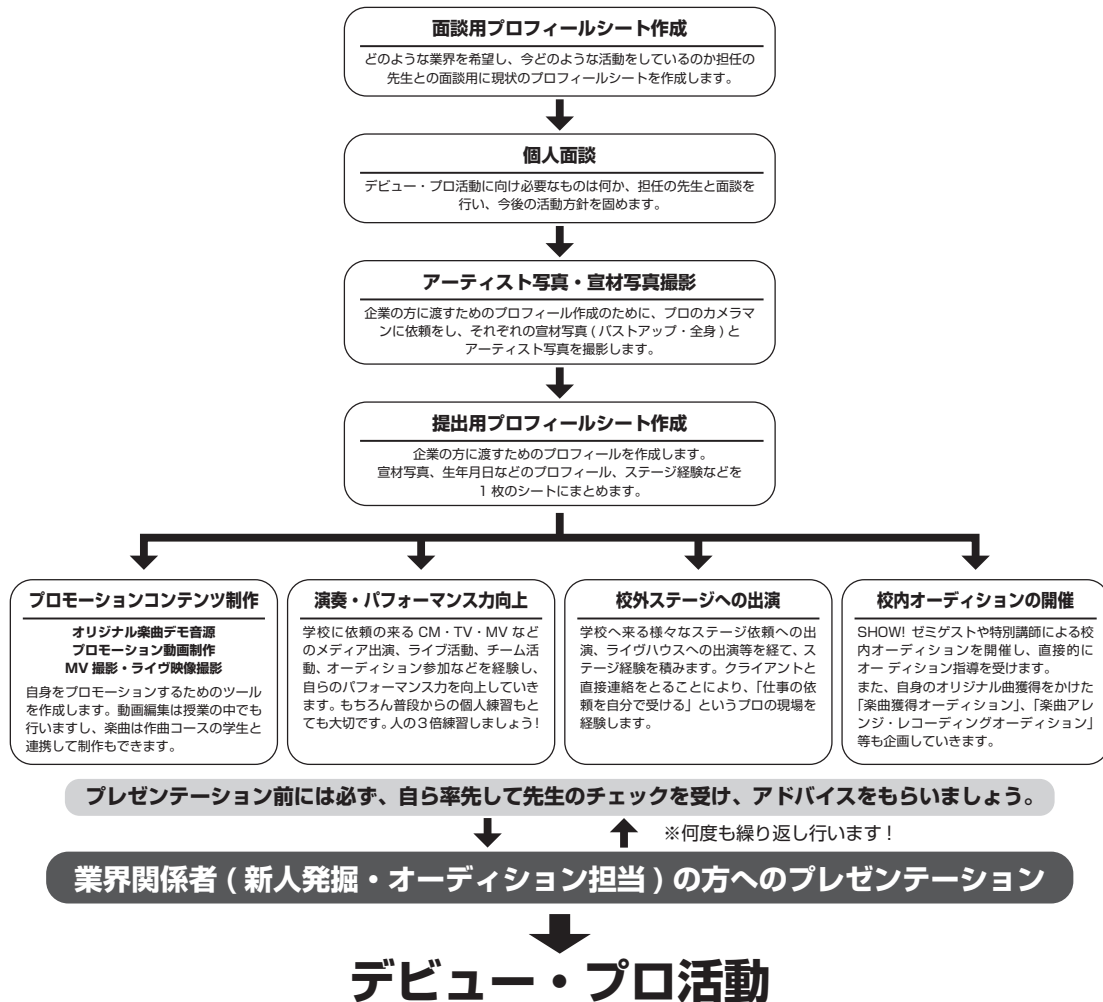 面談用プロフィールシート作成
どのような業界を希望し、今どのような活動をしているのか担任の
先生との面談用に現状のプロフィールシートを作成します。
個人面談
デビュー・プロ活動に向け必要なものは何か、担任の先生と面談を
行い、今後の活動方針を固めます。
アーティスト写真・宣材写真撮影
企業の方に渡すためのプロフィール作成のために、プロのカメラマ
ンに依頼をし、それぞれの宣材写真 ( バストアップ・全身 ) と
アーティスト写真を撮影します。
提出用プロフィールシート作成
企業の方に渡すためのプロフィールを作成します。
宣材写真、生年月日などのプロフィール、ステージ経験などを
1 枚のシートにまとめます。
プロモーションコンテンツ制作
オリジナル楽曲デモ音源
プロモーション動画制作
MV 撮影・ライヴ映像撮影
自身をプロモーションするためのツール
を作成します。動画編集は授業の中でも
行いますし、楽曲は作曲コースの学生と
連携して制作もできます。
演奏・パフォーマンス力向上
学校に依頼の来る CM・TV・MV など
のメディア出演、ライブ活動、チーム活
動、オーディション参加などを経験し、
自らのパフォーマンス力を向上していき
ます。もちろん普段からの個人練習もと
ても大切です。人の３倍練習しましょう!
校外ステージへの出演
学校へ来る様々なステージ依頼への出
演、ライヴハウスへの出演等を経て、ス
テージ経験を積みます。クライアントと
直接連絡をとることにより、「仕事の依
頼を自分で受ける」というプロの現場を
経験します。
校内オーディションの開催
SHOW! ゼミゲストや特別講師による校
内オーディションを開催し、直接的に
オー ディション指導を受けます。
また、自身のオリジナル曲獲得をかけた
「楽曲獲得オーディション」、「楽曲アレ
ンジ・レコーディングオーディション」
等も企画していきます。
プレゼンテーション前には必ず、自ら率先して先生のチェックを受け、アドバイスをもらいましょう。
※何度も繰り返し行います！
業界関係者 ( 新人発掘・オーディション担当 ) の方へのプレゼンテーション
デビュー・プロ活動